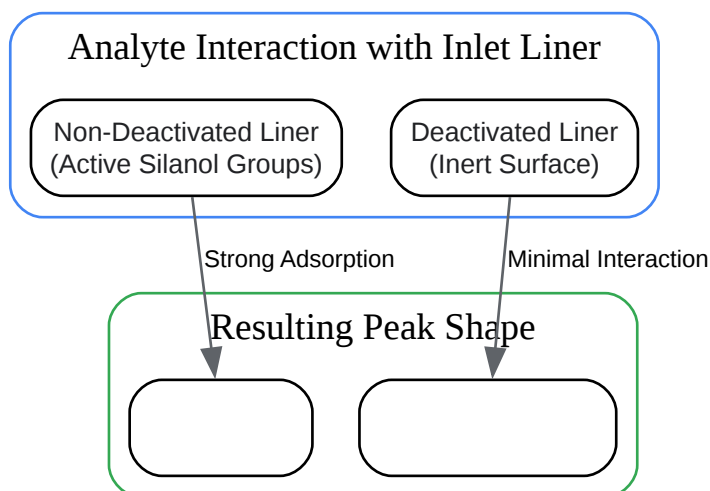 Analyte Interaction with Inlet Liner
Non-Deactivated Liner
(Active Silanol Groups)
Deactivated Liner
(Inert Surface)
Strong Adsorption
Minimal Interaction
Resulting Peak Shape